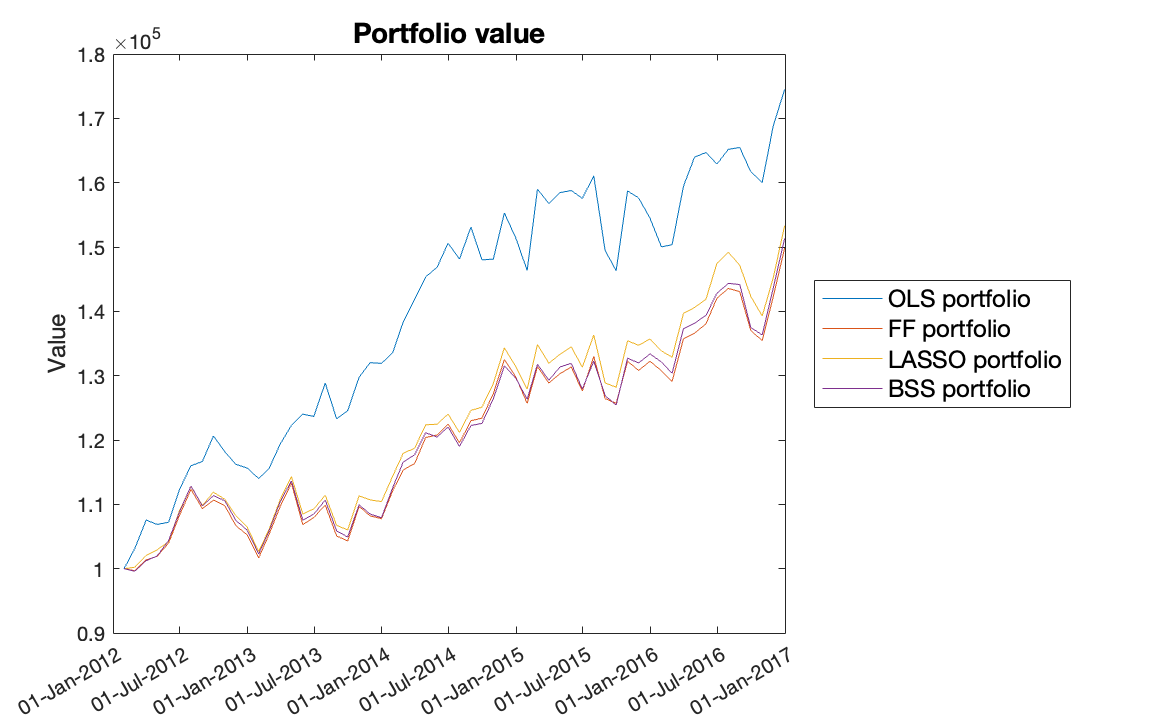 Portfolio value
×10^5
1.8
1.7
1.6
1.5
1.4
1.3
1.2
1.1
1
0.9
Value
01-Jan-2012
01-Jul-2012
01-Jan-2013
01-Jul-2013
01-Jan-2014
01-Jul-2014
01-Jan-2015
01-Jul-2015
01-Jan-2016
01-Jul-2016
01-Jan-2017
OLS portfolio
FF portfolio
LASSO portfolio
BSS portfolio